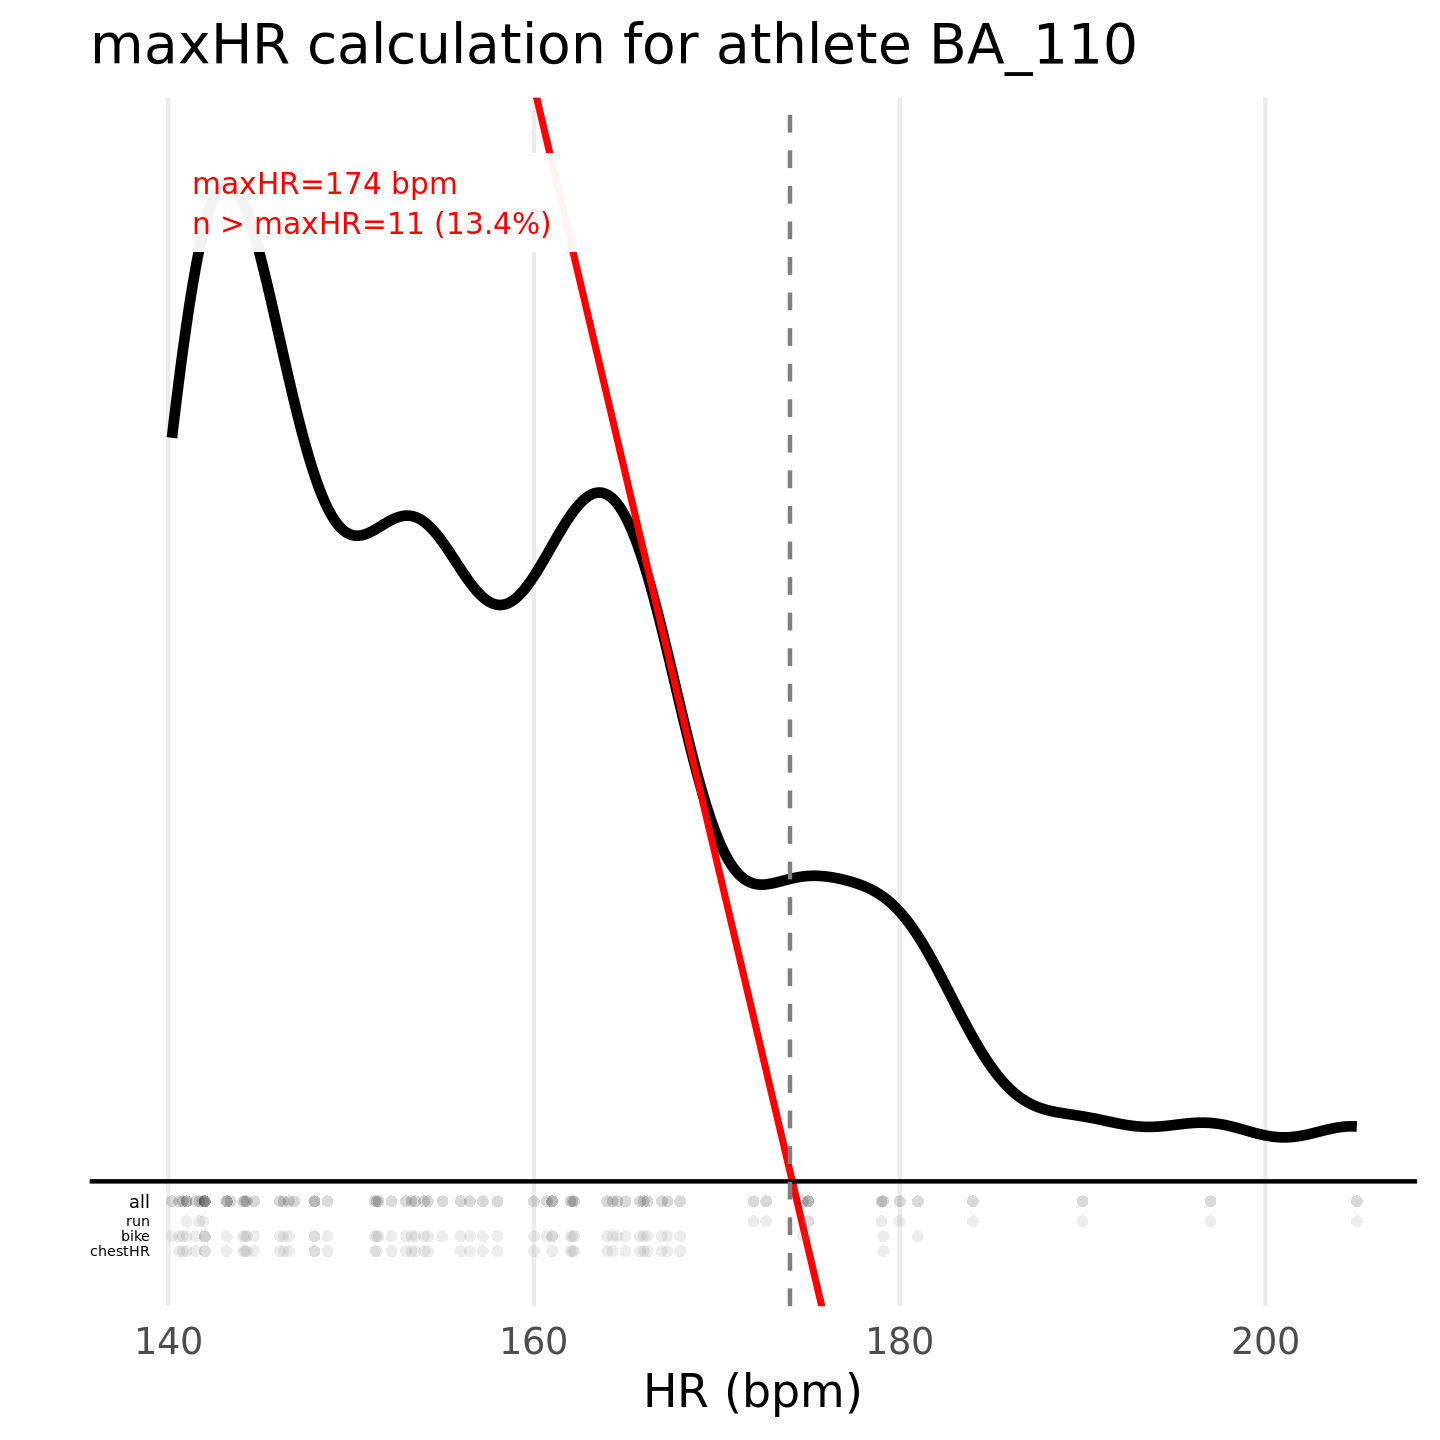 maxHR calculation for athlete BA_110
maxHR=174 bpm
n > maxHR=11 (13.4%)
all
run
bike
chestHR
140 160 180 200
HR (bpm)